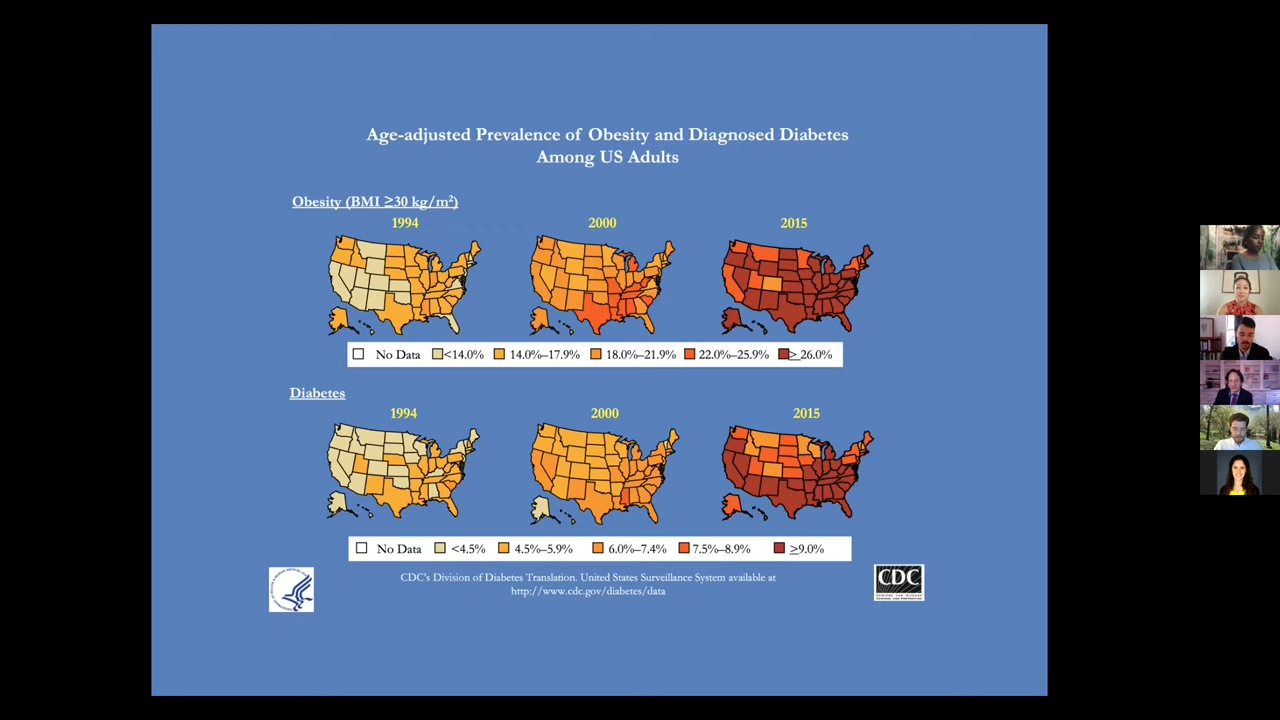 Age-adjusted Prevalence of Obesity and Diagnosed Diabetes
Among US Adults
Obesity (BMI ≥30 kg/m²)
1994 2000 2015
No Data <14.0% 14.0%–17.9% 18.0%–21.9% 22.0%–25.9% ≥ 26.0%
Diabetes
1994 2000 2015
No Data <4.5% 4.5%–5.9% 6.0%–7.4% 7.5%–8.9% ≥9.0%
CDC's Division of Diabetes Translation. United States Surveillance System available at
http://www.cdc.gov/diabetes/data
CDC